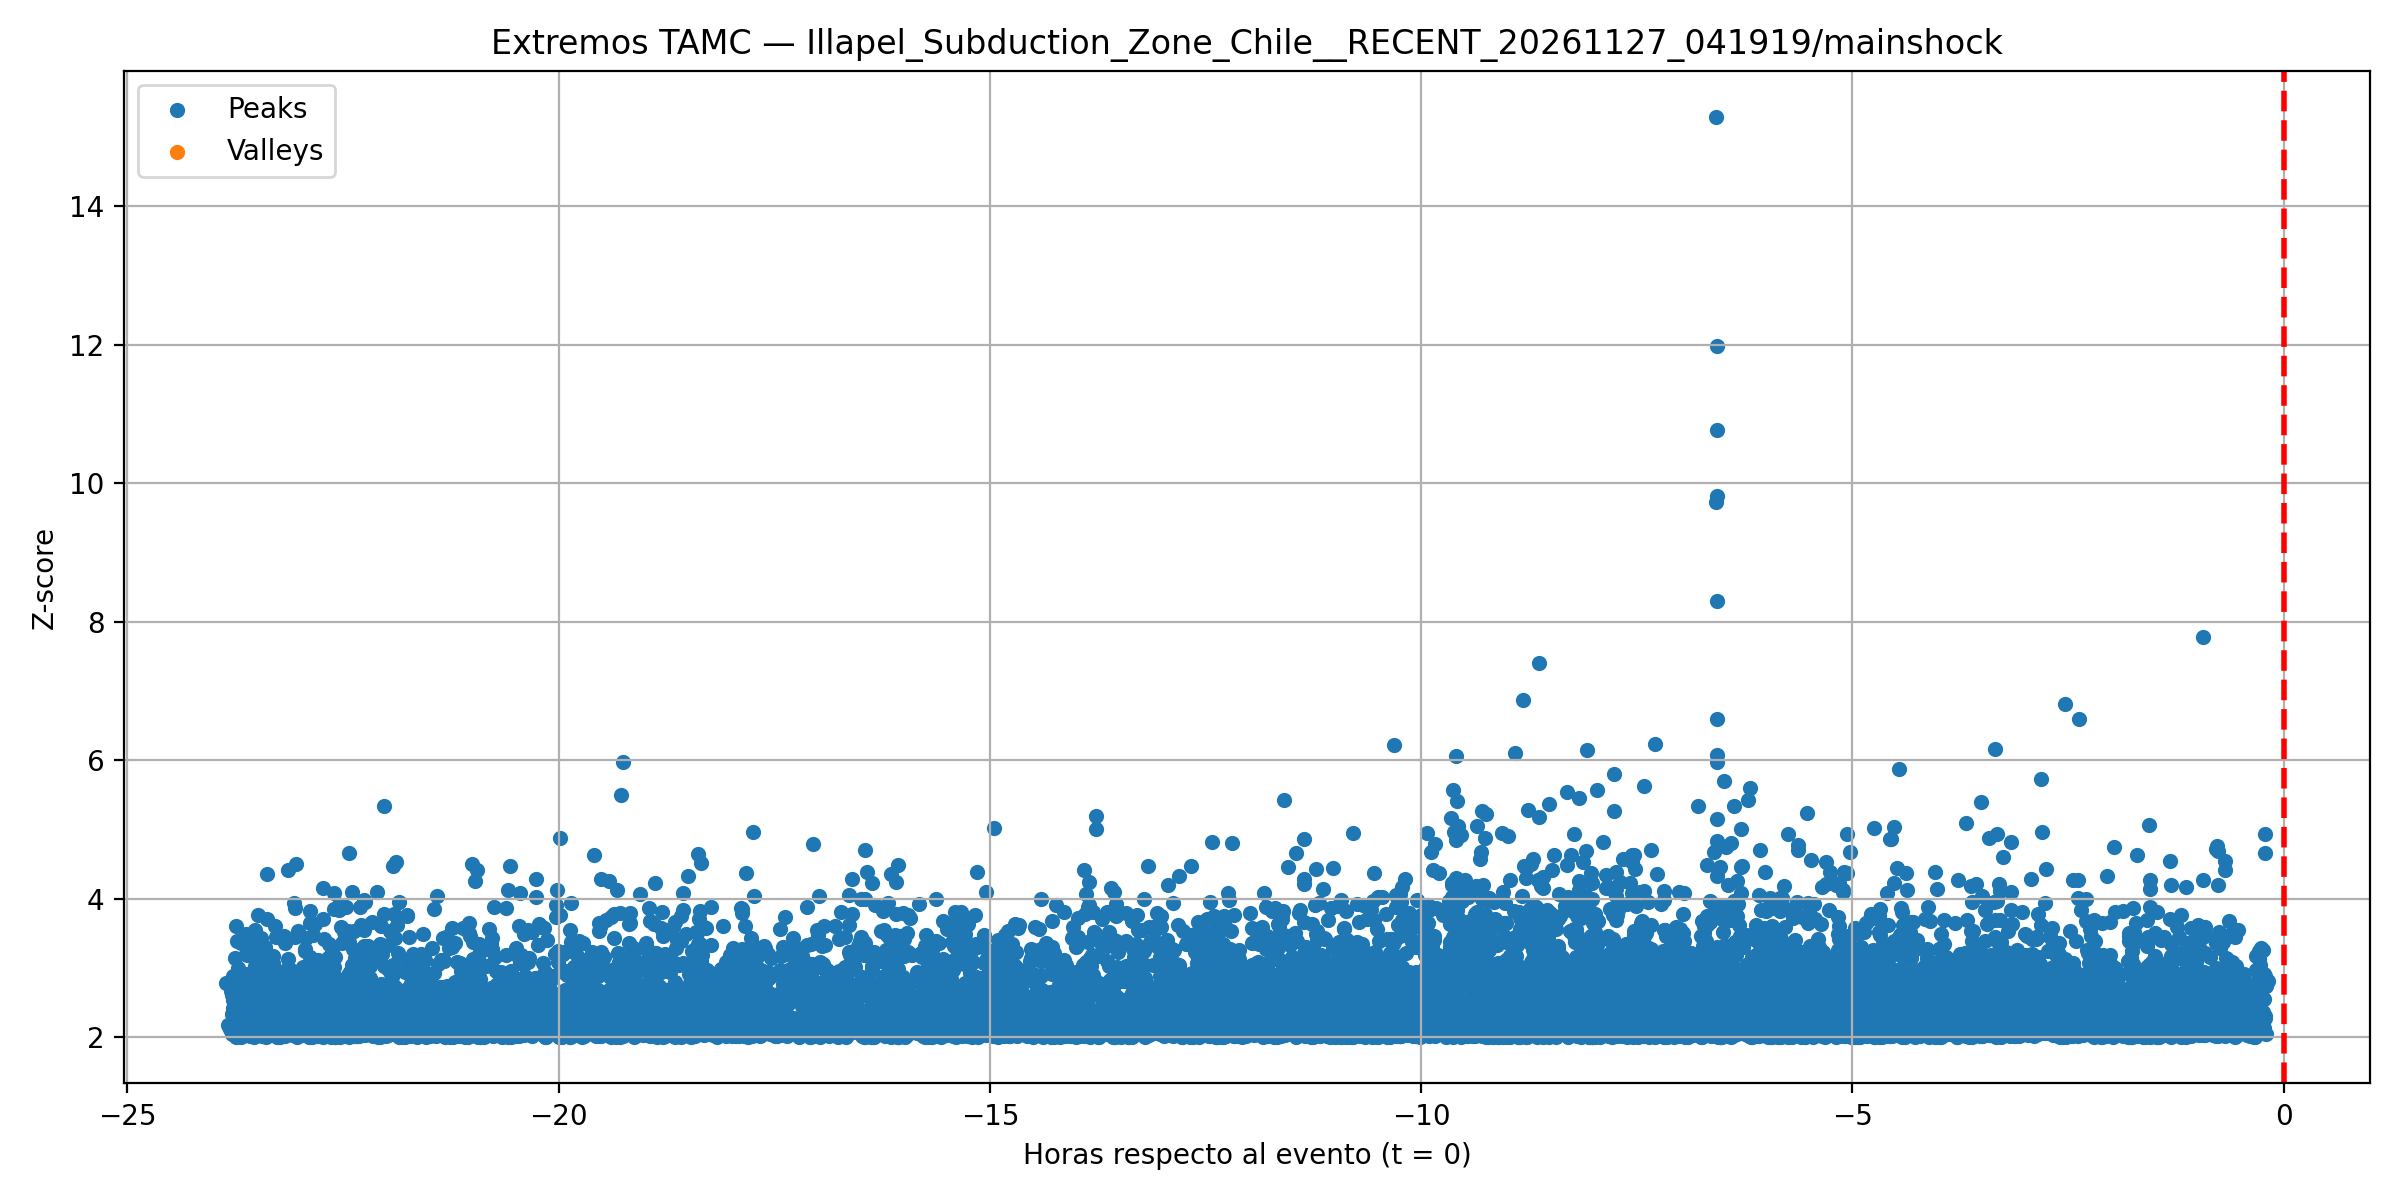 Extremos TAMC — Illapel_Subduction_Zone_Chile__RECENT_20261127_041919/mainshock
Peaks
Valleys
14
12
10
8
6
4
2
Z-score
−25
−20
−15
−10
−5
0
Horas respecto al evento (t = 0)